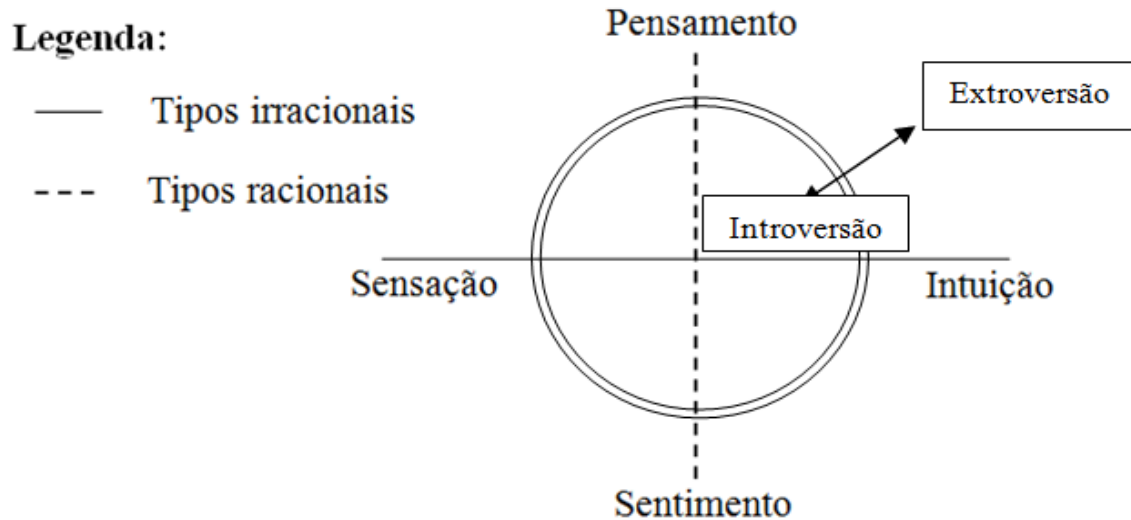 Legenda:
Tipos irracionais
Tipos racionais
Pensamento
Extroversão
Introversão
Sensação
Intuição
Sentimento